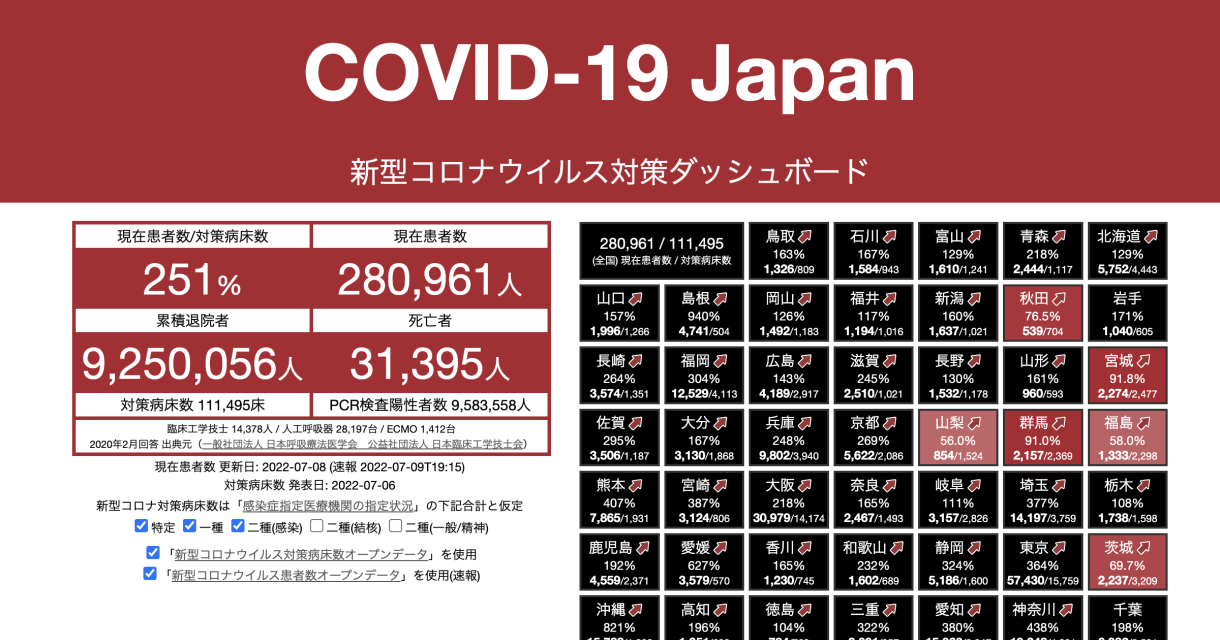 COVID-19 Japan
新型コロナウイルス対策ダッシュボード
現在患者数/対策病床数
現在患者数
251%
280,961人
累積退院者
死亡者
9,250,056人
31,395人
対策病床数 111,495床
PCR検査陽性者数 9,583,558人
臨床工学技士 14,378人 / 人工呼吸器 28,197台 / ECMO 1,412台
2020年2月回答 出典元（一般社団法人 日本呼吸療法医学会　公益社団法人 日本臨床工学技士会）
現在患者数 更新日: 2022-07-08 (速報 2022-07-09T19:15)
対策病床数 発表日: 2022-07-06
新型コロナ対策病床数は「感染症指定医療機関の指定状況」の下記合計と仮定
特定 一種 二種(感染) 二種(結核) 二種(一般/精神)
「新型コロナウイルス対策病床数オープンデータ」を使用
「新型コロナウイルス患者数オープンデータ」を使用(速報)
280,961 / 111,495
(全国) 現在患者数 / 対策病床数
鳥取 石川 富山 青森 北海道
163% 167% 129% 218% 129%
1,326/809 1,584/943 1,610/1,241 2,444/1,117 5,752/4,443
山口 島根 岡山 福井 新潟 秋田 岩手
157% 940% 126% 117% 160% 76.5% 171%
1,996/1,266 4,741/504 1,492/1,183 1,194/1,016 1,637/1,021 539/704 1,040/605
長崎 福岡 広島 滋賀 長野 山形 宮城
264% 304% 143% 245% 130% 161% 91.8%
3,574/1,351 12,529/4,113 4,189/2,917 2,510/1,021 1,532/1,178 960/593 2,274/2,477
佐賀 大分 兵庫 京都 山梨 群馬 福島
295% 167% 248% 269% 56.0% 91.0% 58.0%
3,506/1,187 3,130/1,868 9,802/3,940 5,622/2,086 854/1,524 2,157/2,369 1,333/2,298
熊本 宮崎 大阪 奈良 岐阜 埼玉 栃木
407% 387% 218% 165% 111% 377% 108%
7,865/1,931 3,124/806 30,979/14,174 2,467/1,493 3,157/2,826 14,197/3,759 1,738/1,598
鹿児島 愛媛 香川 和歌山 静岡 東京 茨城
192% 627% 165% 232% 324% 364% 69.7%
4,559/2,371 3,579/570 1,230/745 1,602/689 5,186/1,600 57,430/15,759 2,237/3,209
沖縄 高知 徳島 三重 愛知 神奈川 千葉
821% 196% 104% 322% 380% 438% 198%